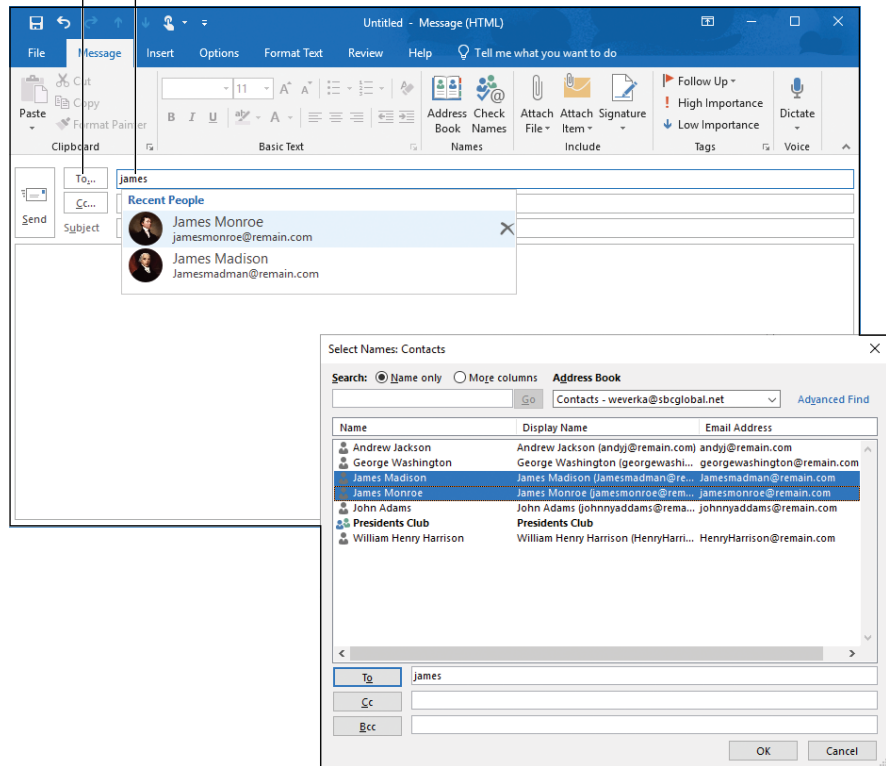 Untitled - Message (HTML)
File Message Insert Options Format Text Review Help Tell me what you want to do
Paste
Cut
Copy
Format Painter
Clipboard
11
B I U
Basic Text
Address Book
Check Names
Names
Attach File
Attach Item
Signature
Include
Follow Up
High Importance
Low Importance
Tags
Dictate
Voice
Send
To... james
Cc...
Subject
Recent People
James Monroe
jamesmonroe@remain.com
James Madison
Jamesmadman@remain.com
Select Names: Contacts
Search: Name only More columns Address Book
Go Contacts - weverka@sbcglobal.net Advanced Find
Name Display Name Email Address
Andrew Jackson Andrew Jackson (andyj@remain.com) andyj@remain.com
George Washington George Washington (georgewashi... georgewashington@remain.com
James Madison James Madison (Jamesmadman@re... Jamesmadman@remain.com
James Monroe James Monroe (jamesmonroe@rem... jamesmonroe@remain.com
John Adams John Adams (johnnyaddams@rema... johnnyaddams@remain.com
Presidents Club Presidents Club
William Henry Harrison William Henry Harrison (HenryHarri... HenryHarrison@remain.com
To james
Cc
Bcc
OK Cancel